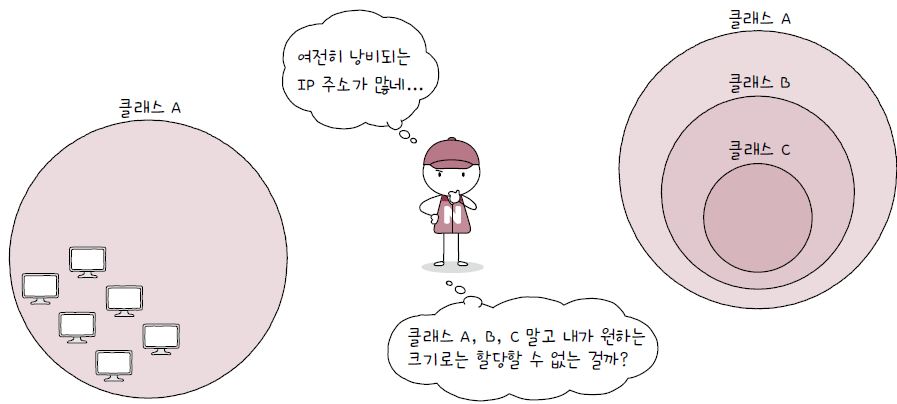 클래스 A
여전히 낭비되는
IP 주소가 많네...
N
클래스 A, B, C 말고 내가 원하는
크기로는 할당할 수 없는 걸까?
클래스 A
클래스 B
클래스 C